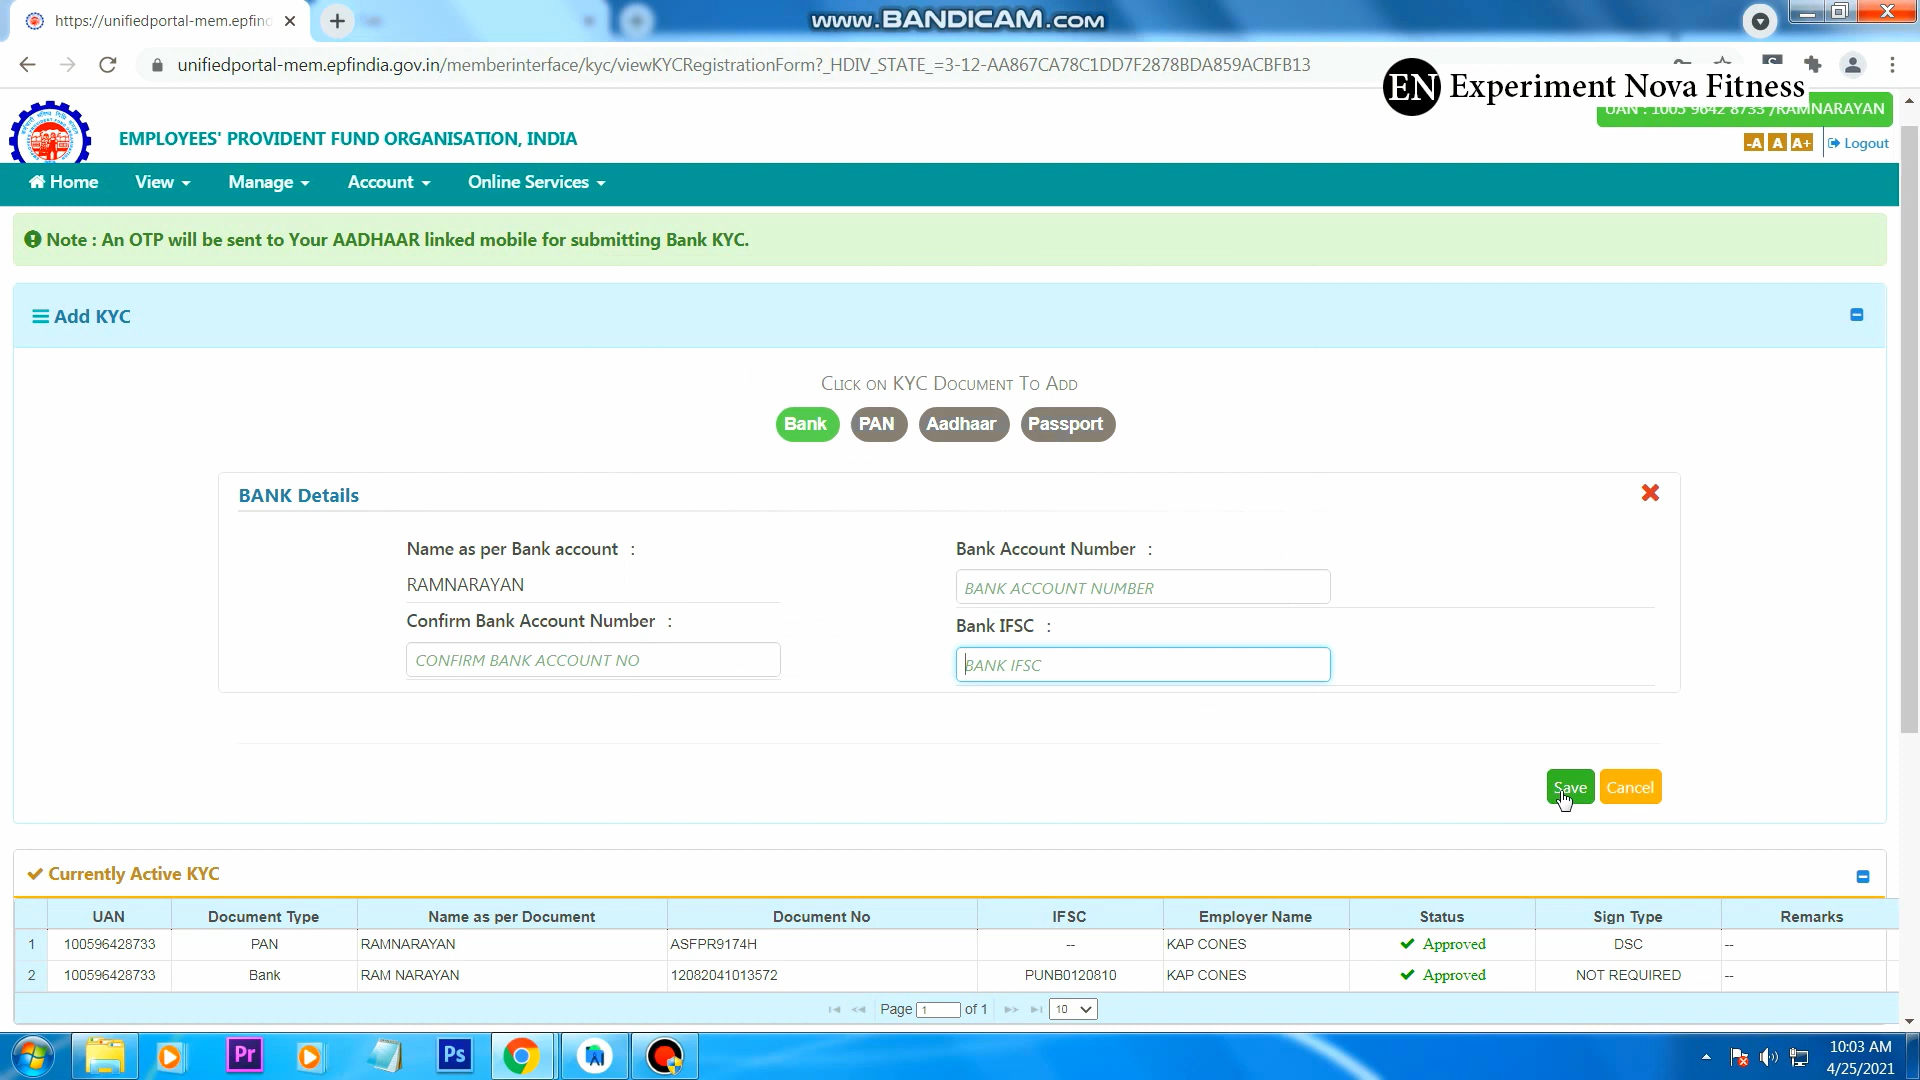 https://unifiedportal-mem.epfind
www.BANDICAM.com
unifiedportal-mem.epfindia.gov.in/memberinterface/kyc/viewKYCRegistrationForm?_HDIV_STATE_=3-12-AA867CA78C1DD7F2878BDA859ACBFB13
EN Experiment Nova Fitness
UAN : 1005 9642 8733 /RAMNARAYAN
EMPLOYEES' PROVIDENT FUND ORGANISATION, INDIA
-A A A+ Logout
Home View Manage Account Online Services
Note : An OTP will be sent to Your AADHAAR linked mobile for submitting Bank KYC.
Add KYC
CLICK ON KYC DOCUMENT TO ADD
Bank PAN Aadhaar Passport
BANK Details
Name as per Bank account : Bank Account Number :
RAMNARAYAN BANK ACCOUNT NUMBER
Confirm Bank Account Number : Bank IFSC :
CONFIRM BANK ACCOUNT NO BANK IFSC
Save Cancel
Currently Active KYC
UAN Document Type Name as per Document Document No IFSC Employer Name Status Sign Type Remarks
1 100596428733 PAN RAMNARAYAN ASFPR9174H -- KAP CONES Approved DSC --
2 100596428733 Bank RAM NARAYAN 12082041013572 PUNB0120810 KAP CONES Approved NOT REQUIRED --
Page 1 of 1 10
Pr Ps
10:03 AM
4/25/2021